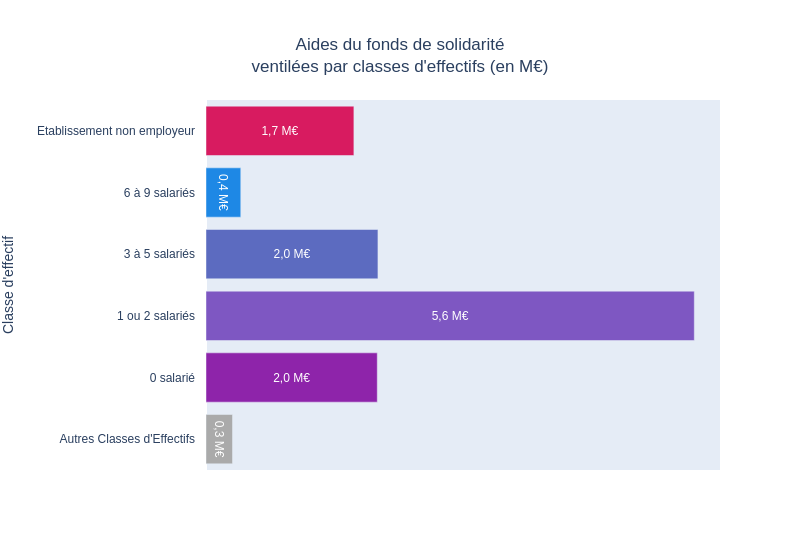 Aides du fonds de solidarité
ventilées par classes d'effectifs (en M€)
Classe d'effectif
Etablissement non employeur
1,7 M€
6 à 9 salariés
0,4 M€
3 à 5 salariés
2,0 M€
1 ou 2 salariés
5,6 M€
0 salarié
2,0 M€
Autres Classes d'Effectifs
0,3 M€